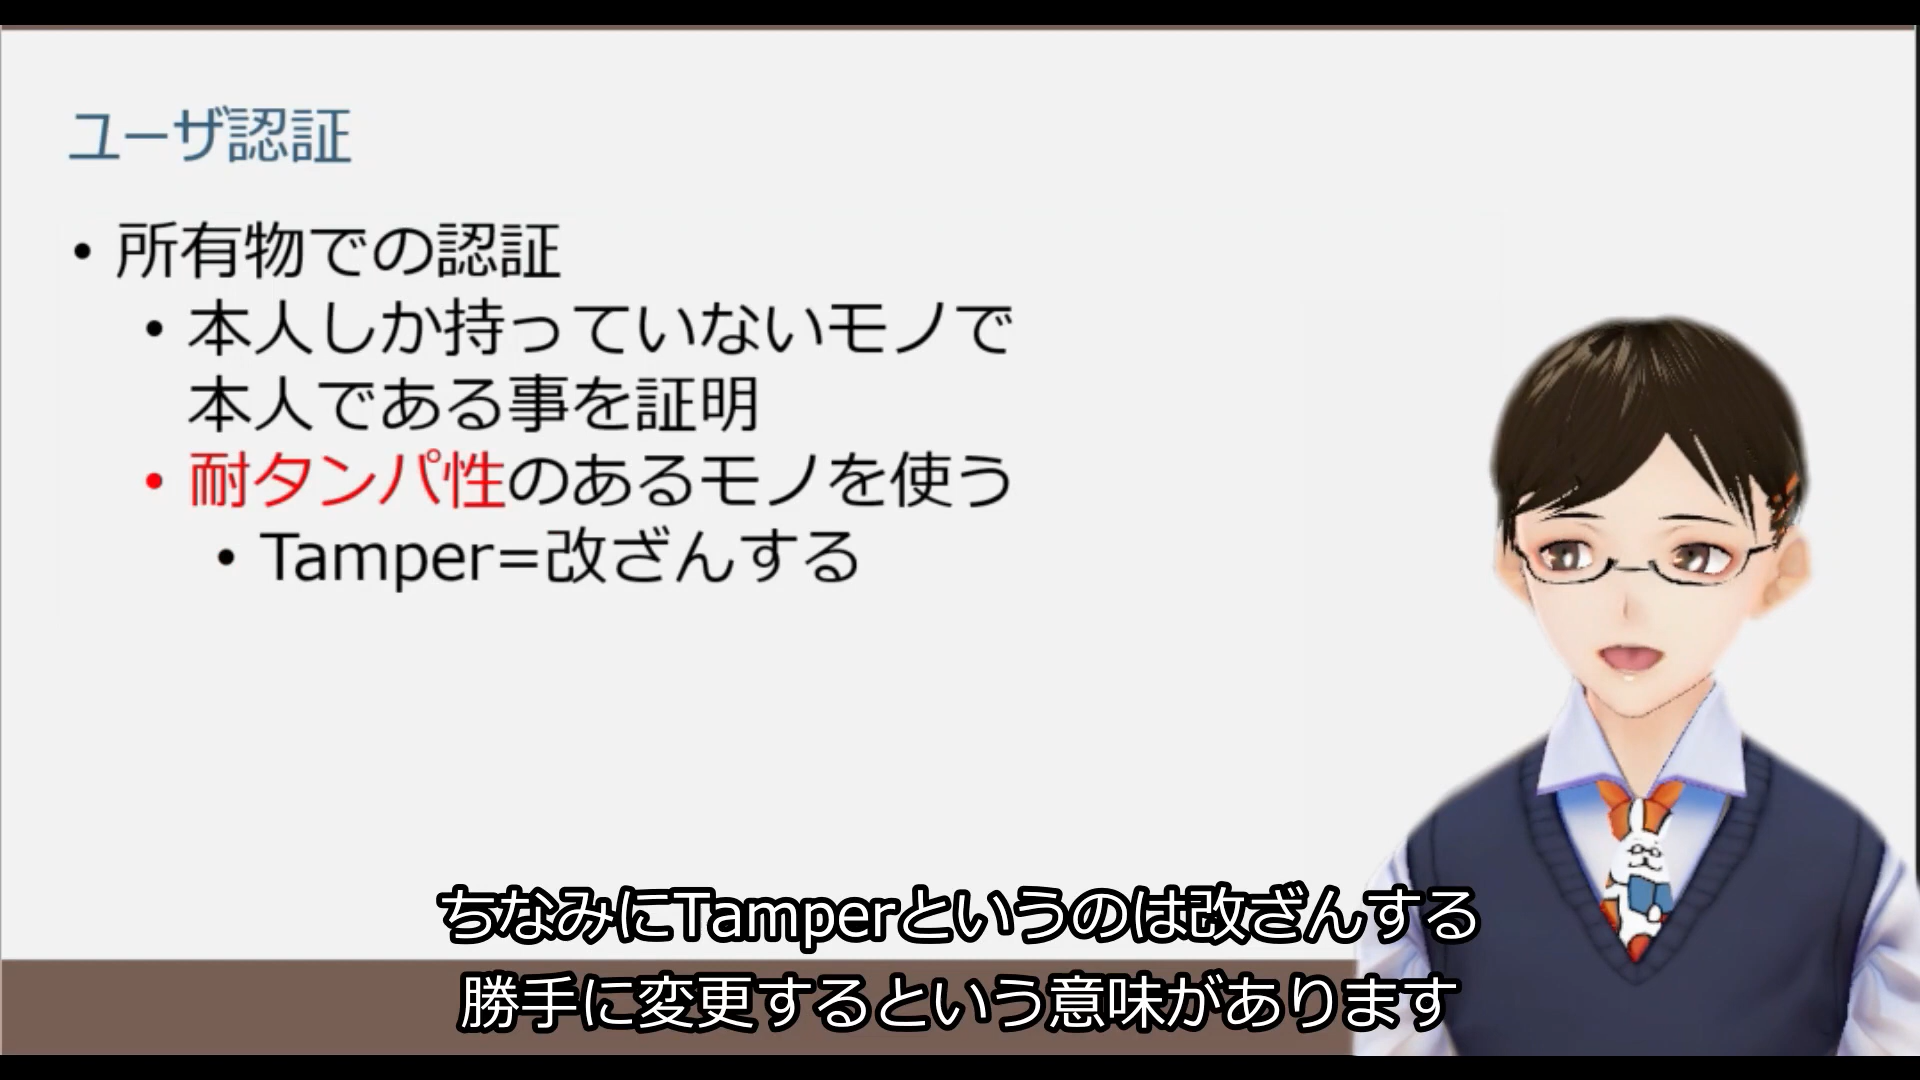 ユーザ認証
• 所有物での認証
• 本人しか持っていないモノで
本人である事を証明
• 耐タンパ性のあるモノを使う
• Tamper=改ざんする
ちなみにTamperというのは改ざんする
勝手に変更するという意味があります